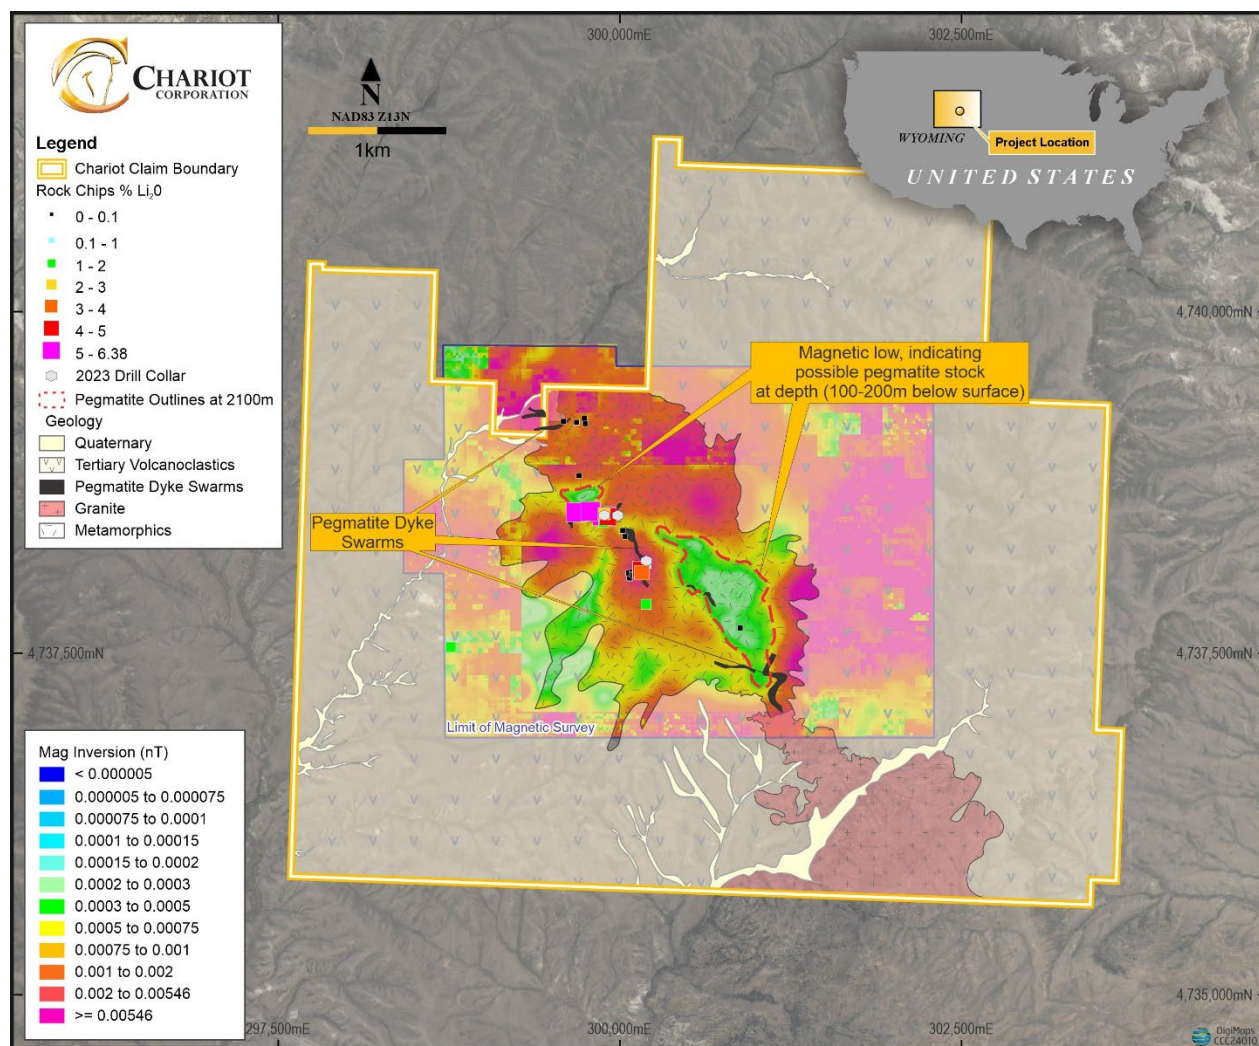 CHARIOT
CORPORATION
Legend
Chariot Claim Boundary
Rock Chips % Li₂0
0 - 0.1
0.1 - 1
1 - 2
2 - 3
3 - 4
4 - 5
5 - 6.38
2023 Drill Collar
Pegmatite Outlines at 2100m
Geology
Quaternary
Tertiary Volcanoclastics
Pegmatite Dyke Swarms
Granite
Metamorphics
N
NAD83 Z13N
1km
300,000mE
302,500mE
WYOMING
Project Location
UNITED STATES
4,740,000mN
4,740,000mN
Magnetic low, indicating
possible pegmatite stock
at depth (100-200m below surface)
Pegmatite Dyke
Swarms
4,737,500mN
4,737,500mN
Limit of Magnetic Survey
Mag Inversion (nT)
< 0.000005
0.000005 to 0.000075
0.000075 to 0.0001
0.0001 to 0.00015
0.00015 to 0.0002
0.0002 to 0.0003
0.0003 to 0.0005
0.0005 to 0.00075
0.00075 to 0.001
0.001 to 0.002
0.002 to 0.00546
>= 0.00546
4,735,000mN
297,500mE
300,000mE
302,500mE
DigiMaps